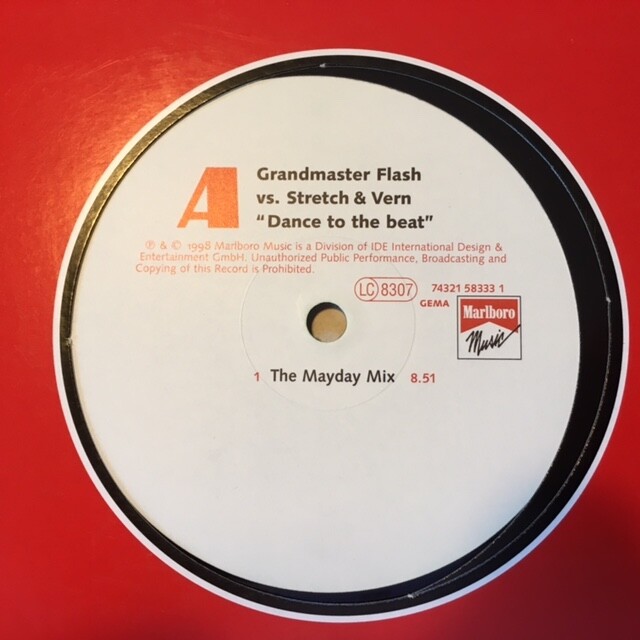 A
Grandmaster Flash
vs. Stretch & Vern
“Dance to the beat”
℗ & © 1998 Marlboro Music is a Division of IDE International Design &
Entertainment GmbH. Unauthorized Public Performance, Broadcasting and
Copying of this Record is Prohibited.
LC 8307
74321 58333 1
GEMA
Marlboro
Music
1 The Mayday Mix 8.51